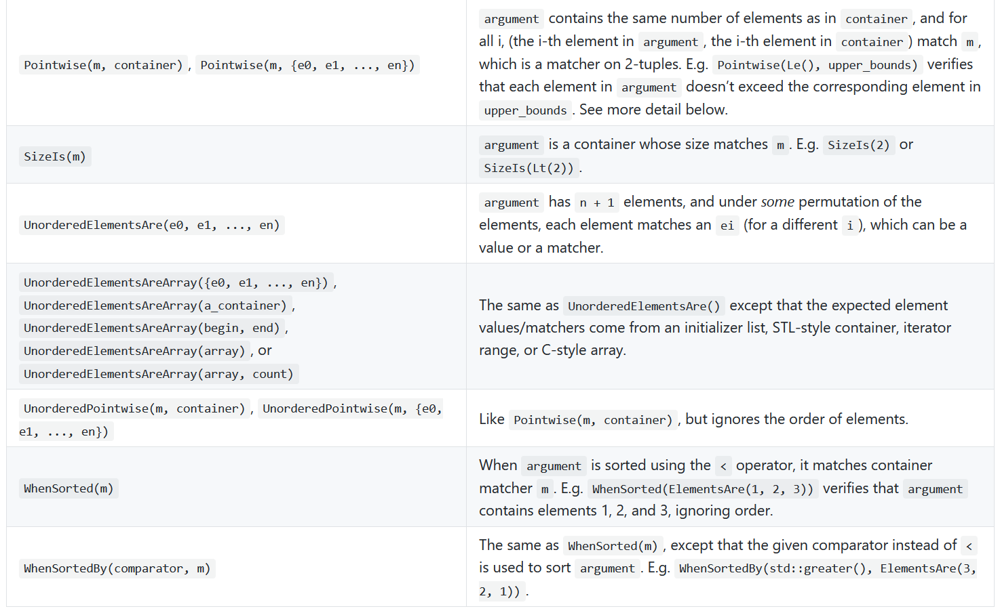 Pointwise(m, container), Pointwise(m, {e0, e1, ..., en})
argument contains the same number of elements as in container, and for
all i, (the i-th element in argument, the i-th element in container) match m,
which is a matcher on 2-tuples. E.g. Pointwise(Le(), upper_bounds) verifies
that each element in argument doesn’t exceed the corresponding element in
upper_bounds. See more detail below.
SizeIs(m)
argument is a container whose size matches m. E.g. SizeIs(2) or
SizeIs(Lt(2)).
UnorderedElementsAre(e0, e1, ..., en)
argument has n + 1 elements, and under some permutation of the
elements, each element matches an ei (for a different i), which can be a
value or a matcher.
UnorderedElementsAreArray({e0, e1, ..., en}),
UnorderedElementsAreArray(a_container),
UnorderedElementsAreArray(begin, end),
UnorderedElementsAreArray(array), or
UnorderedElementsAreArray(array, count)
The same as UnorderedElementsAre() except that the expected element
values/matchers come from an initializer list, STL-style container, iterator
range, or C-style array.
UnorderedPointwise(m, container), UnorderedPointwise(m, {e0,
e1, ..., en})
Like Pointwise(m, container), but ignores the order of elements.
WhenSorted(m)
When argument is sorted using the < operator, it matches container
matcher m. E.g. WhenSorted(ElementsAre(1, 2, 3)) verifies that argument
contains elements 1, 2, and 3, ignoring order.
WhenSortedBy(comparator, m)
The same as WhenSorted(m), except that the given comparator instead of <
is used to sort argument. E.g. WhenSortedBy(std::greater(), ElementsAre(3,
2, 1)).